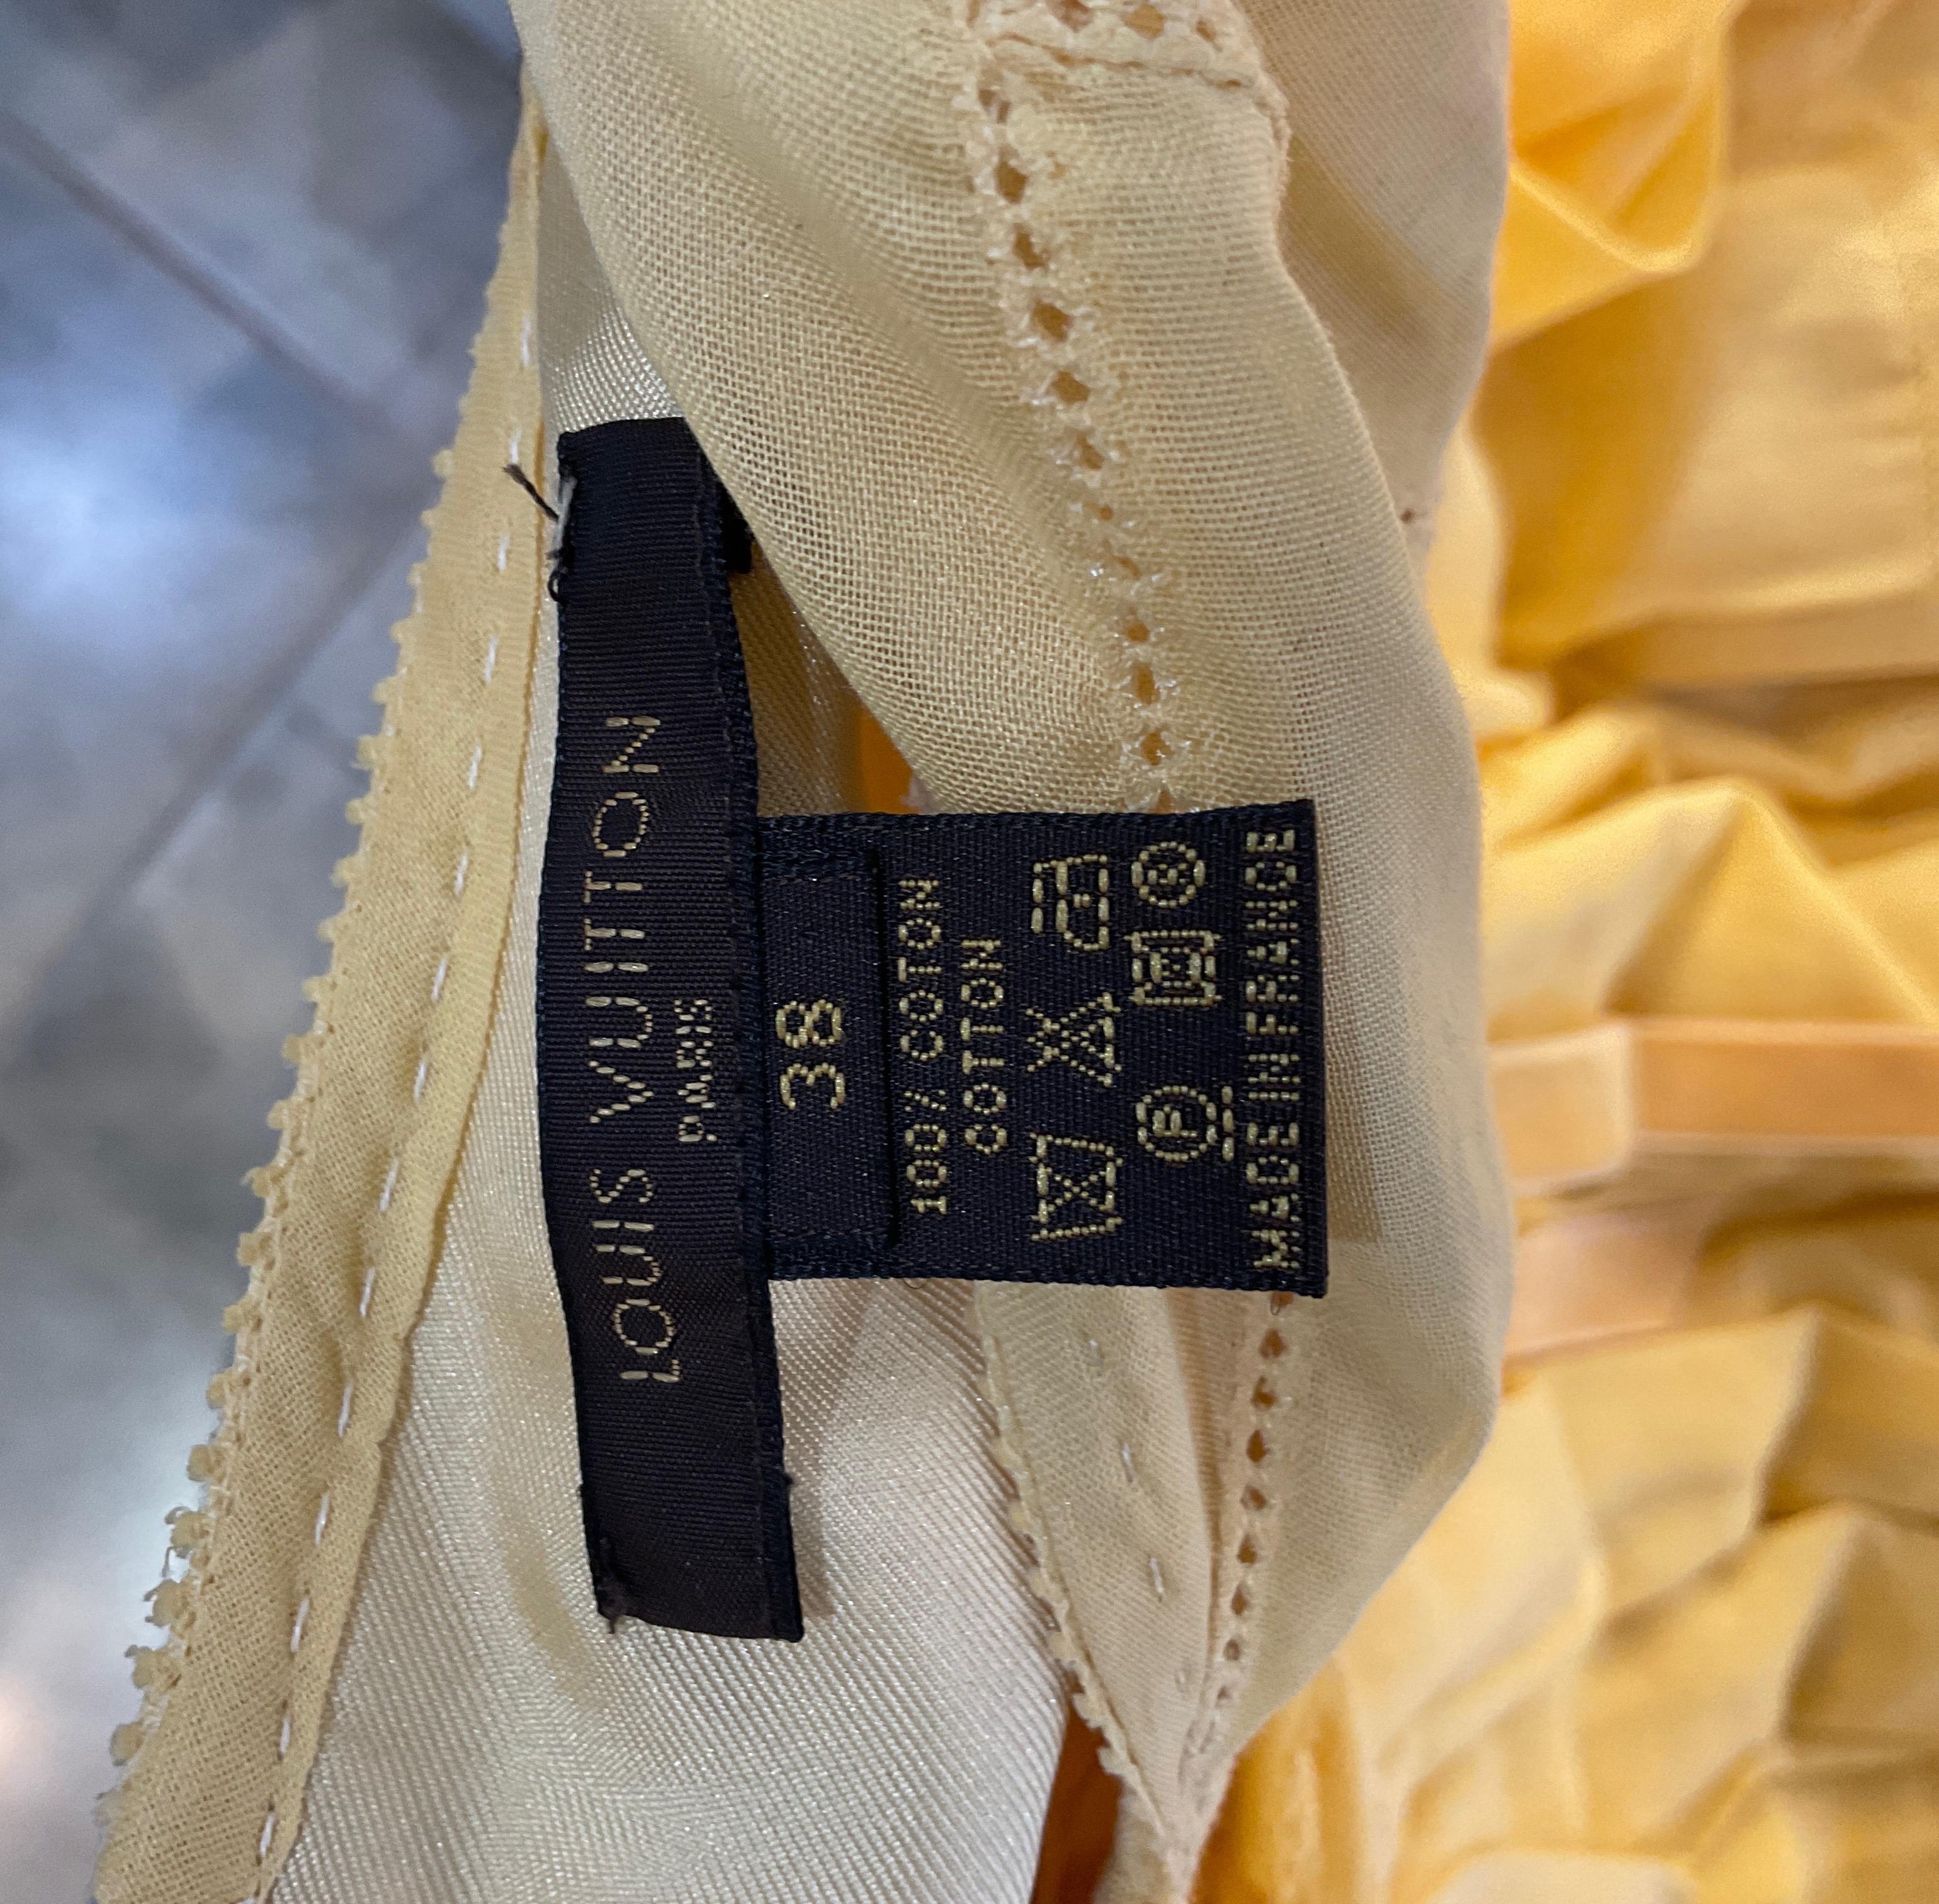 LOUIS VUITTON
PARIS
38
100% COTON
COTTON
P
MADE IN FRANCE